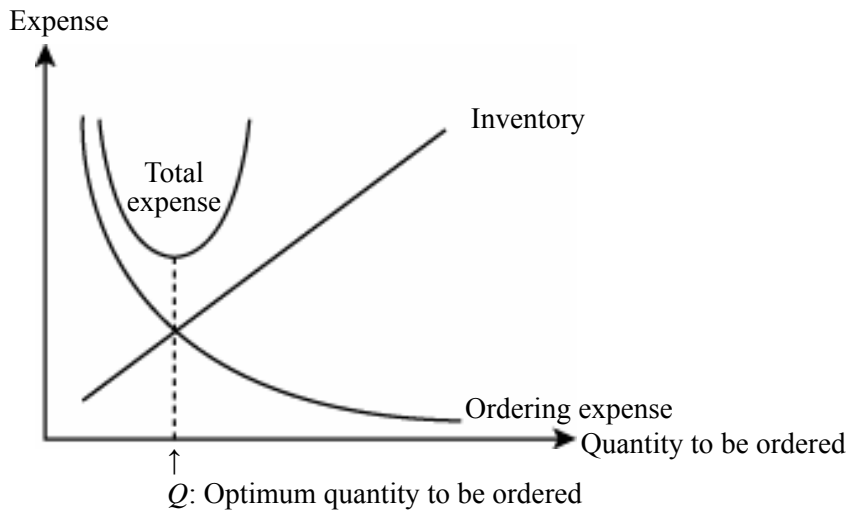 Expense
Inventory
Total
expense
Ordering expense
Quantity to be ordered
Q: Optimum quantity to be ordered